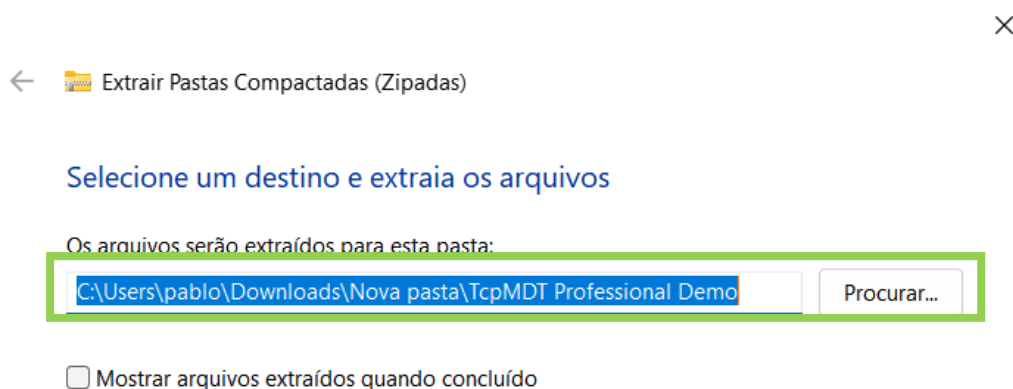 Extrair Pastas Compactadas (Zipadas)
Selecione um destino e extraia os arquivos
Os arquivos serão extraídos para esta pasta:
C:\Users\pablo\Downloads\Nova pasta\TcpMDT Professional Demo
Procurar...
Mostrar arquivos extraídos quando concluído